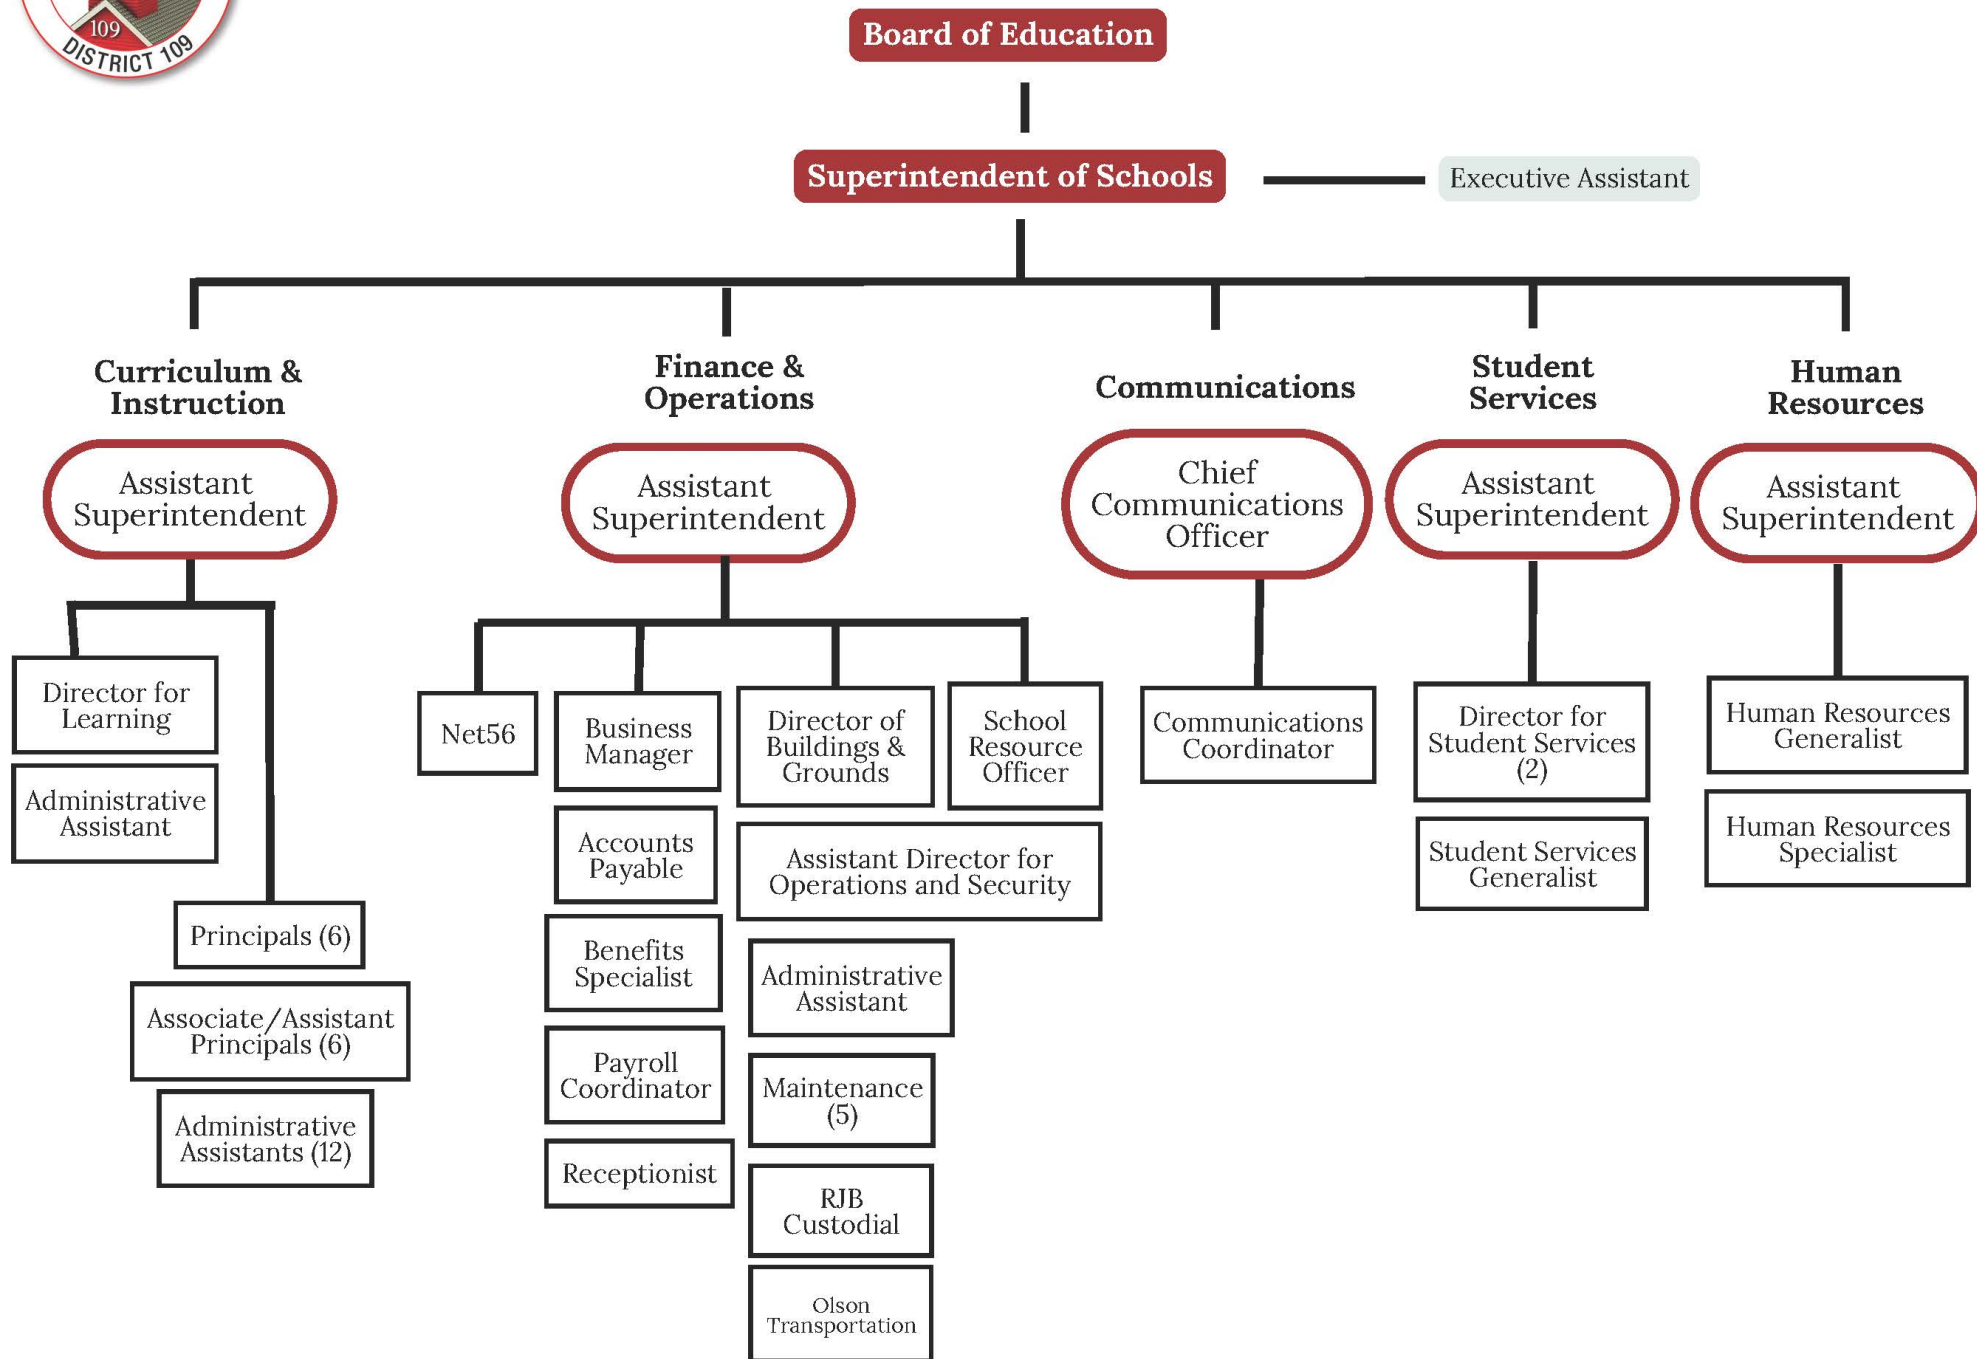 109
DISTRICT 109
Board of Education
Superintendent of Schools
Executive Assistant
Curriculum &
Instruction
Assistant
Superintendent
Director for
Learning
Administrative
Assistant
Principals (6)
Associate/Assistant
Principals (6)
Administrative
Assistants (12)
Finance &
Operations
Assistant
Superintendent
Net56
Business
Manager
Accounts
Payable
Benefits
Specialist
Payroll
Coordinator
Receptionist
Director of
Buildings &
Grounds
School
Resource
Officer
Assistant Director for
Operations and Security
Administrative
Assistant
Maintenance
(5)
RJB
Custodial
Olson
Transportation
Communications
Chief
Communications
Officer
Communications
Coordinator
Student
Services
Assistant
Superintendent
Director for
Student Services
(2)
Student Services
Generalist
Human
Resources
Assistant
Superintendent
Human Resources
Generalist
Human Resources
Specialist